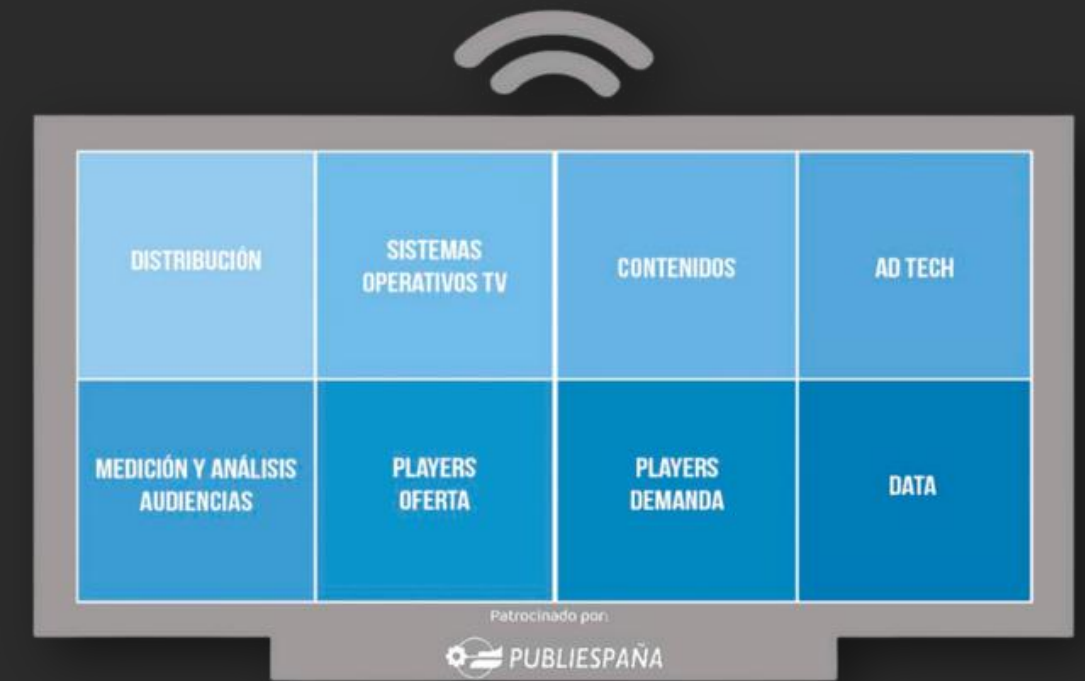 DISTRIBUCIÓN
SISTEMAS
OPERATIVOS TV
CONTENIDOS
AD TECH
MEDICIÓN Y ANÁLISIS
AUDIENCIAS
PLAYERS
OFERTA
PLAYERS
DEMANDA
DATA
Patrocinado por:
PUBLIESPAÑA